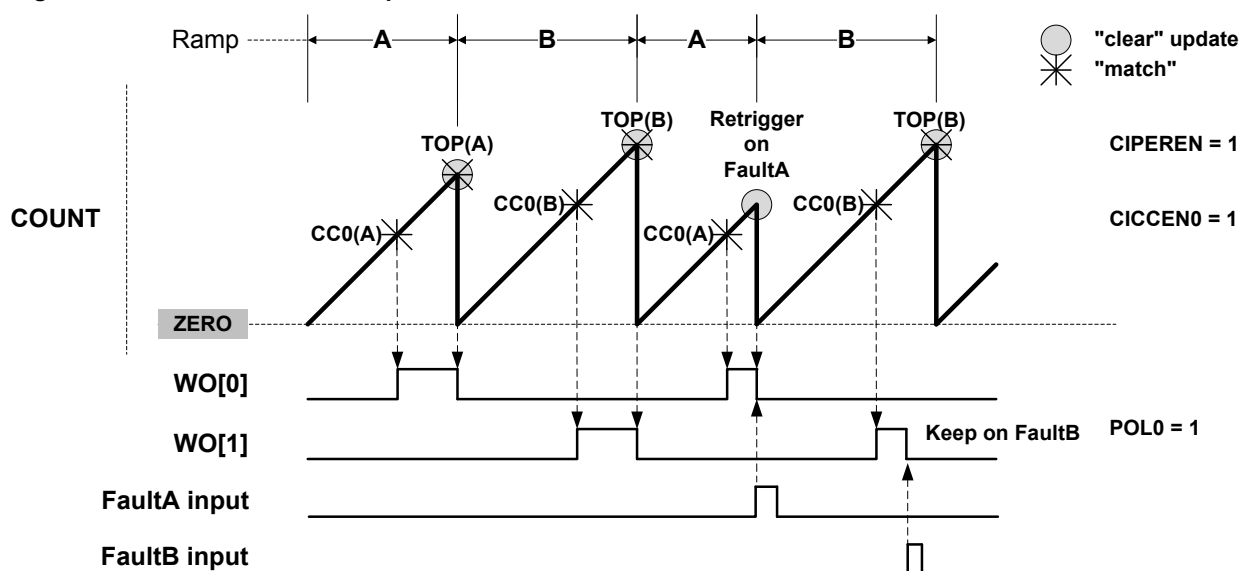 Ramp
A
B
A
B
"clear" update
"match"
TOP(A)
TOP(B)
Retrigger
on
FaultA
TOP(B)
CIPEREN = 1
COUNT
CC0(A)
CC0(B)
CC0(A)
CC0(B)
CICCEN0 = 1
ZERO
WO[0]
WO[1]
Keep on FaultB
POL0 = 1
FaultA input
FaultB input